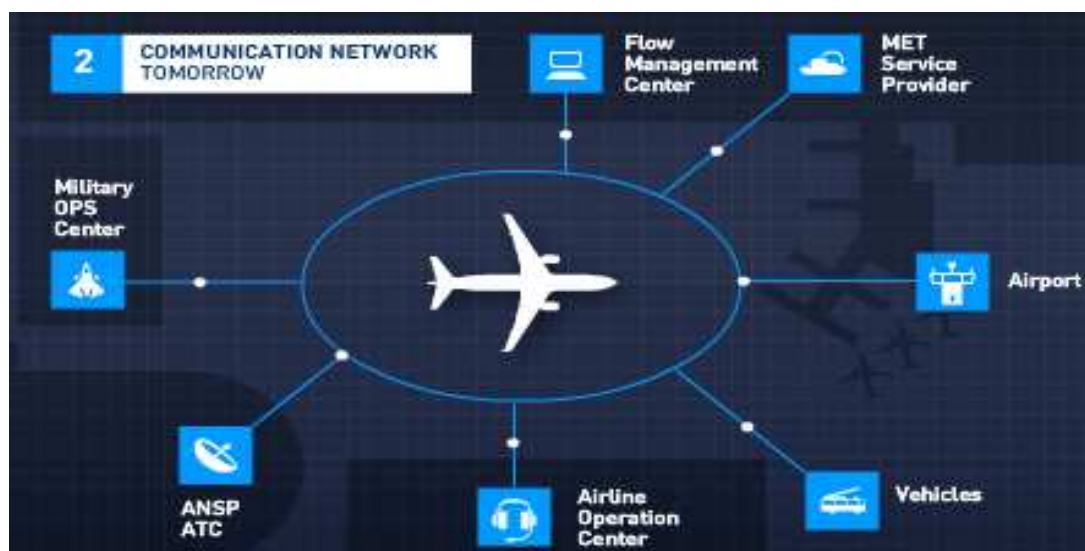 2
COMMUNICATION NETWORK
TOMORROW
Flow
Management
Center
MET
Service
Provider
Military
OPS
Center
Airport
ANSP
ATC
Airline
Operation
Center
Vehicles